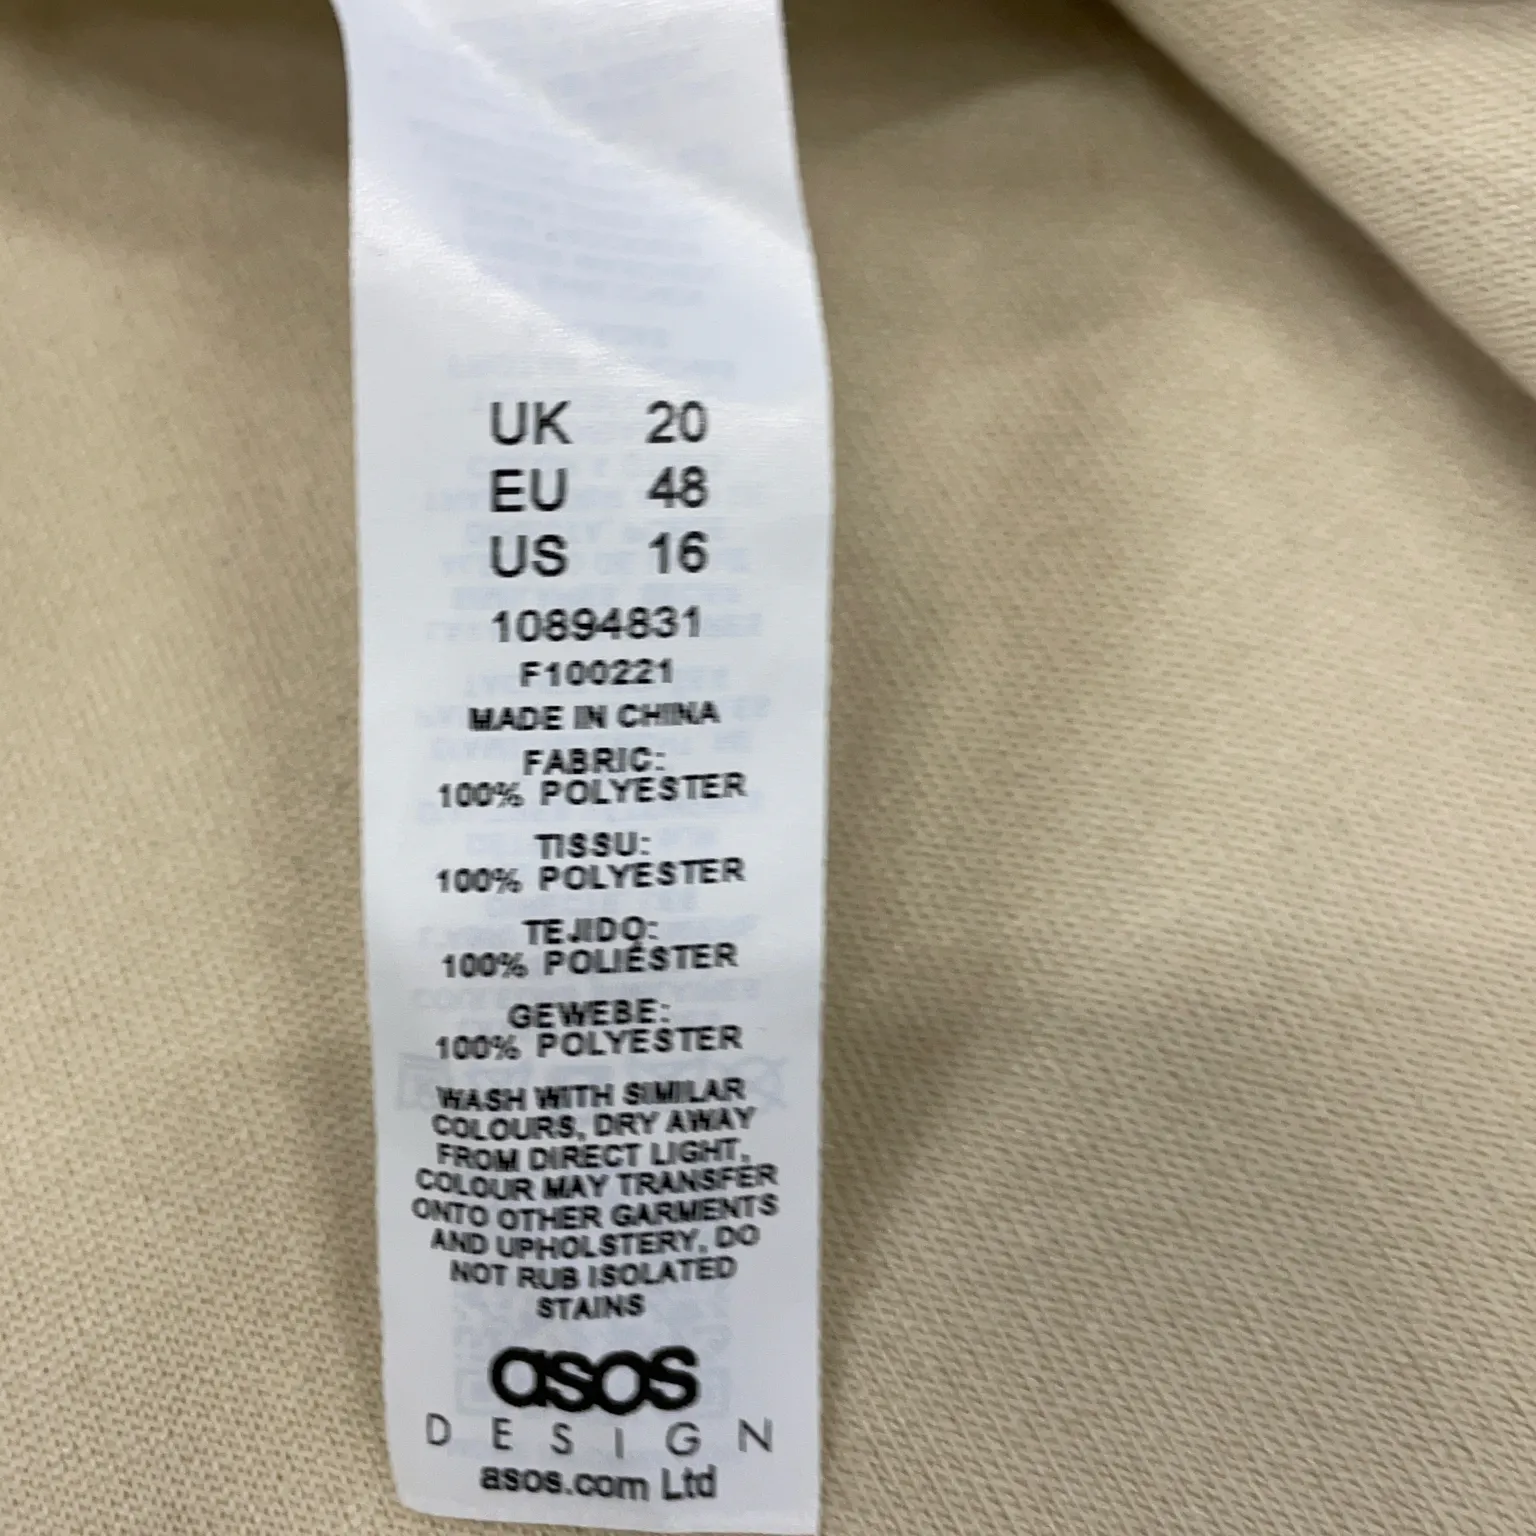 UK 20
EU 48
US 16
10894831
F100221
MADE IN CHINA
FABRIC:
100% POLYESTER
TISSU:
100% POLYESTER
TEJIDO:
100% POLIÉSTER
GEWEBE:
100% POLYESTER
WASH WITH SIMILAR
COLOURS, DRY AWAY
FROM DIRECT LIGHT,
COLOUR MAY TRANSFER
ONTO OTHER GARMENTS
AND UPHOLSTERY, DO
NOT RUB ISOLATED
STAINS
asos
DESIGN
asos.com Ltd